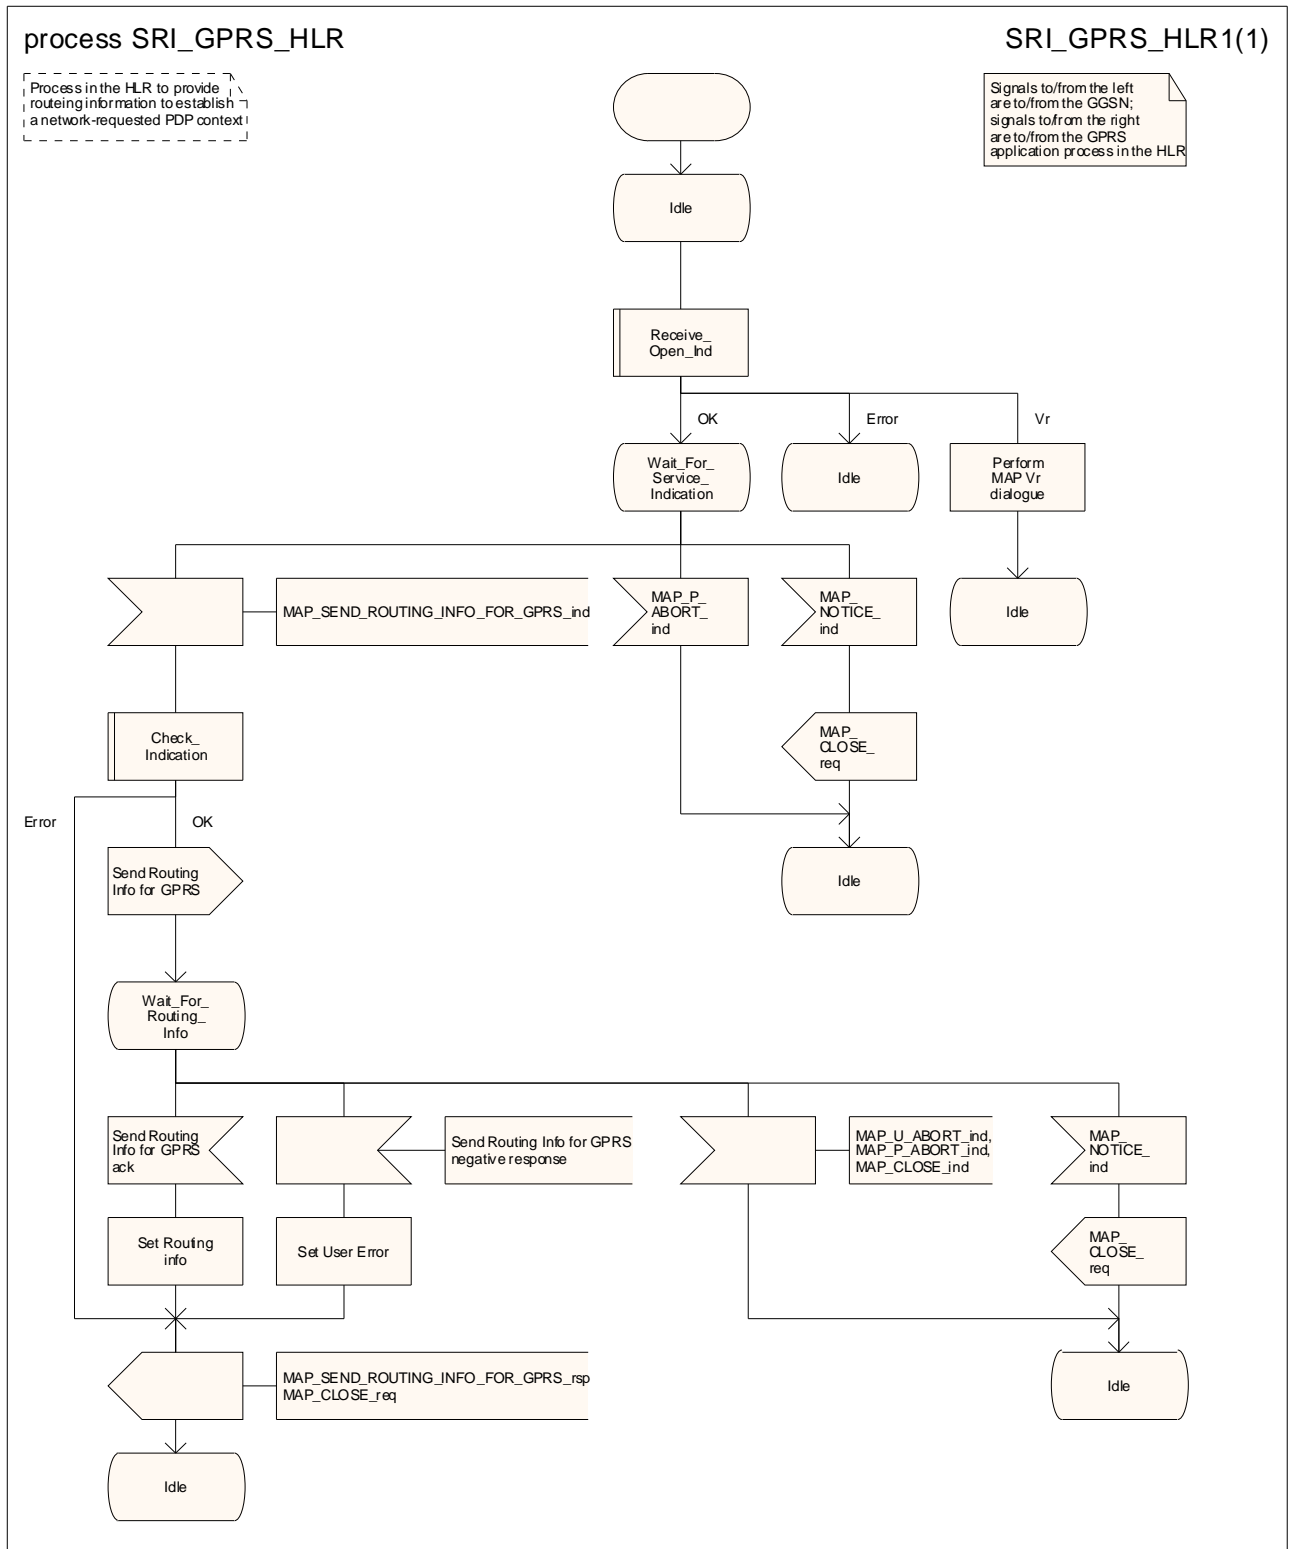 process SRI_GPRS_HLR
SRI_GPRS_HLR1(1)
Process in the HLR to provide
routeing information to establish
a network-requested PDP context
Signals to/from the left
are to/from the GGSN;
signals to/from the right
are to/from the GPRS
application process in the HLR
Idle
Receive_
Open_Ind
OK
Error
Vr
Wait_For_
Service_
Indication
Idle
Perform
MAP Vr
dialogue
MAP_SEND_ROUTING_INFO_FOR_GPRS_ind
MAP_P_
ABORT_
ind
MAP_
NOTICE_
ind
Idle
Check_
Indication
MAP_
CLOSE_
req
Error
OK
Send Routing
Info for GPRS
Idle
Wait_For_
Routing_
Info
Send Routing
Info for GPRS
ack
Send Routing Info for GPRS
negative response
MAP_U_ABORT_ind,
MAP_P_ABORT_ind,
MAP_CLOSE_ind
MAP_
NOTICE_
ind
Set Routing
info
Set User Error
MAP_
CLOSE_
req
MAP_SEND_ROUTING_INFO_FOR_GPRS_rsp
MAP_CLOSE_req
Idle
Idle